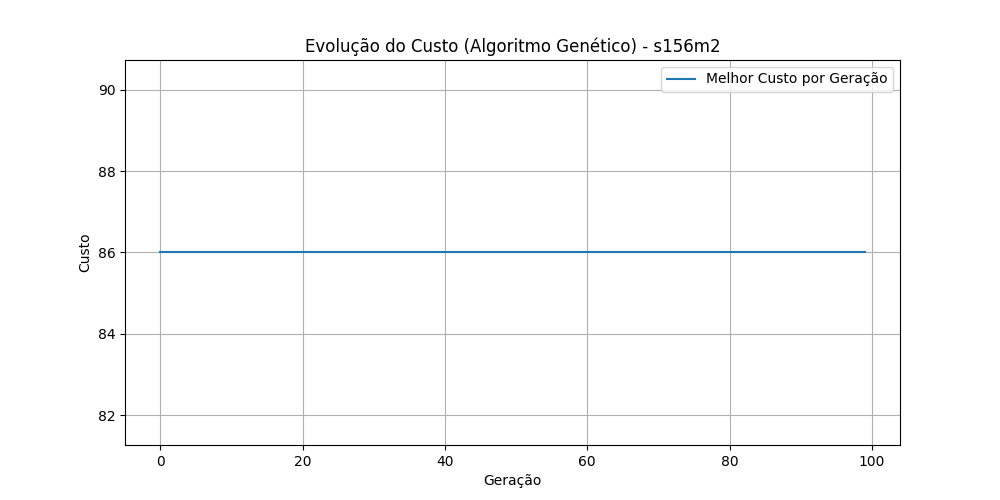 Evolução do Custo (Algoritmo Genético) - s156m2
Melhor Custo por Geração
90
88
86
84
82
Custo
0 20 40 60 80 100
Geração